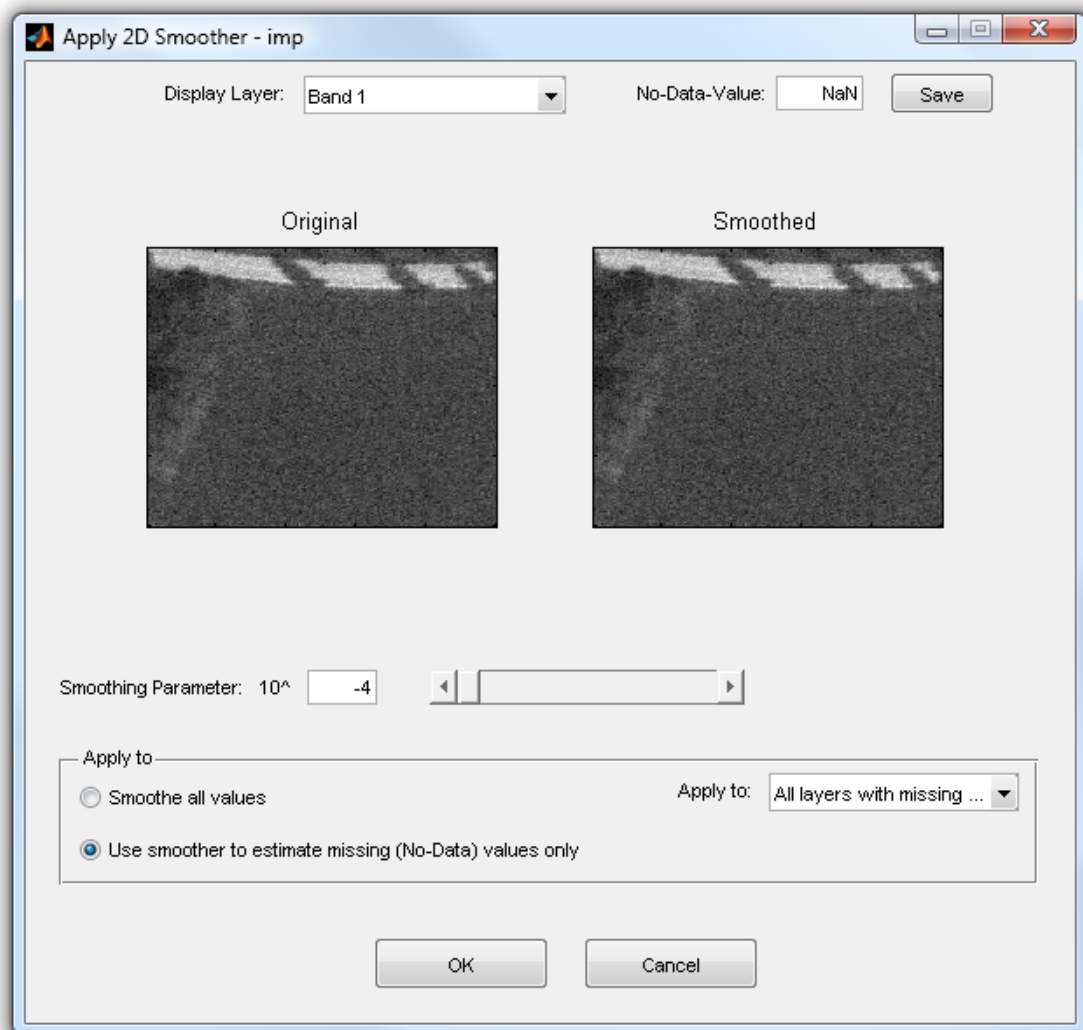 Apply 2D Smoother - imp
Display Layer: Band 1 No-Data-Value: NaN Save
Original Smoothed
Smoothing Parameter: 10^ -4
Apply to
Smoothe all values Apply to: All layers with missing ...
Use smoother to estimate missing (No-Data) values only
OK Cancel